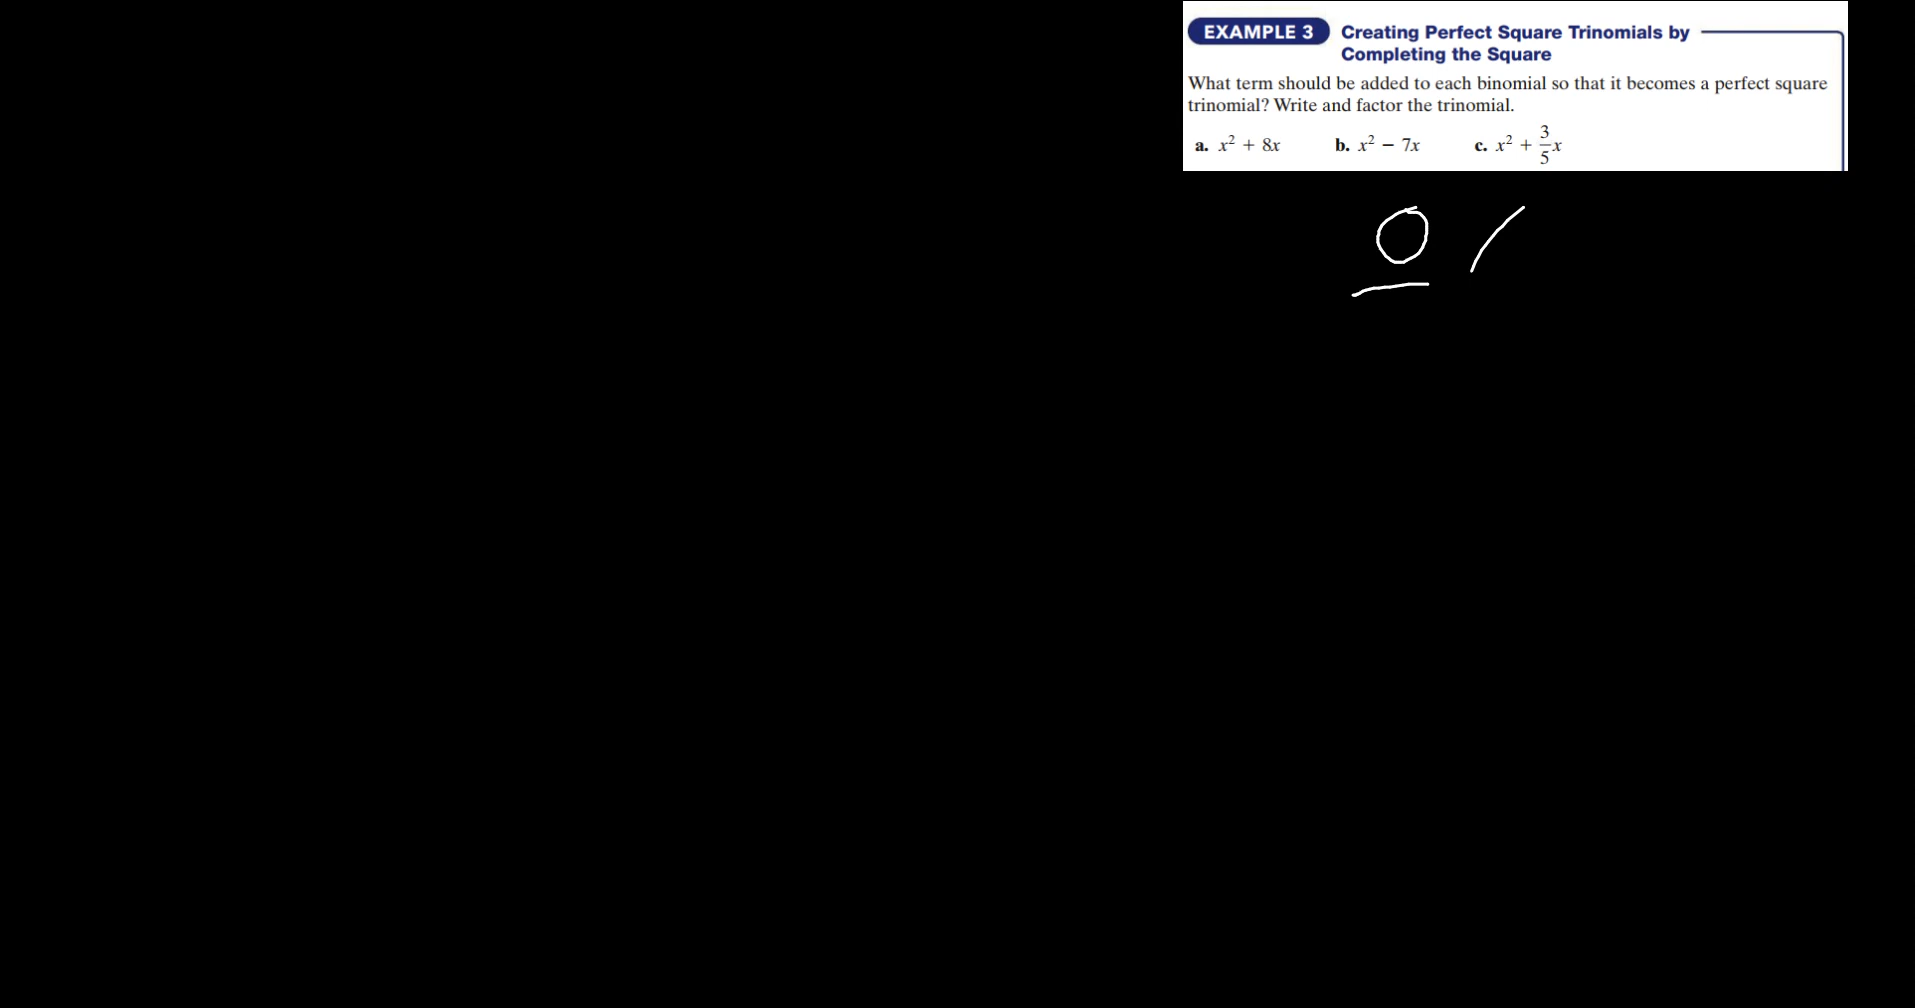 EXAMPLE 3 Creating Perfect Square Trinomials by
Completing the Square
What term should be added to each binomial so that it becomes a perfect square
trinomial? Write and factor the trinomial.
a. x² + 8x b. x² − 7x c. x² + 3/5 x